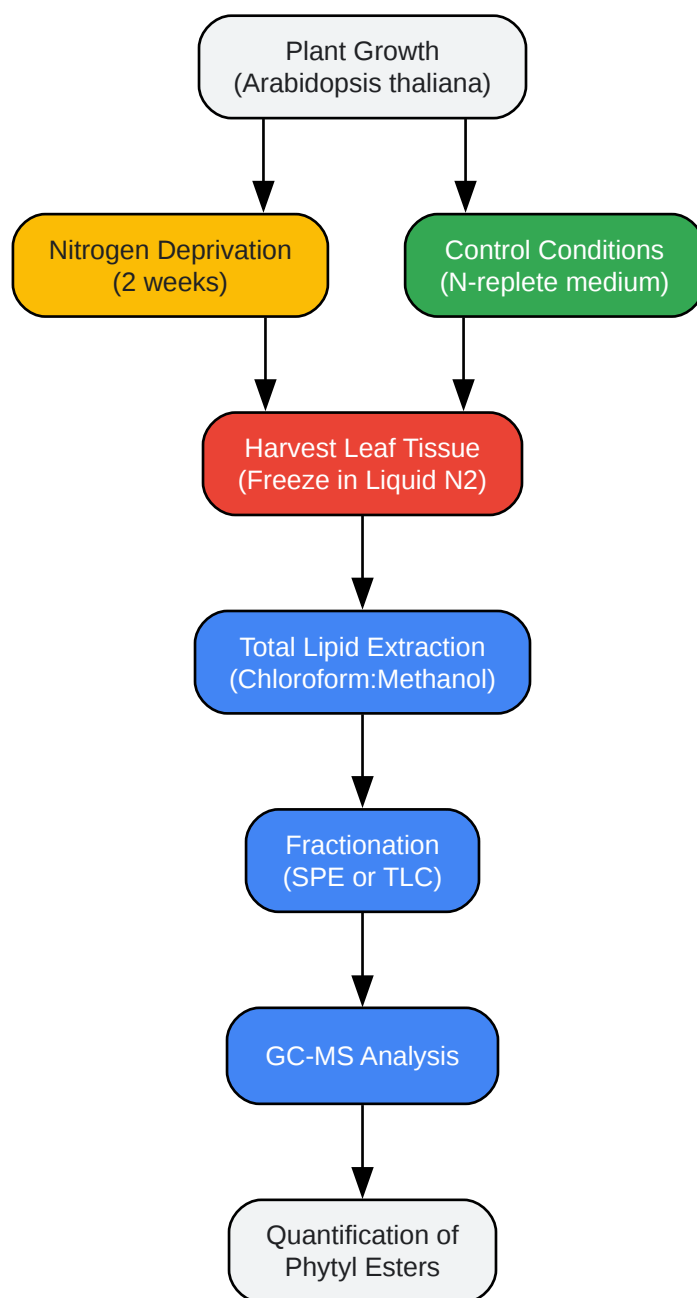 Plant Growth
(Arabidopsis thaliana)
Nitrogen Deprivation
(2 weeks)
Control Conditions
(N-replete medium)
Harvest Leaf Tissue
(Freeze in Liquid N2)
Total Lipid Extraction
(Chloroform:Methanol)
Fractionation
(SPE or TLC)
GC-MS Analysis
Quantification of
Phytyl Esters